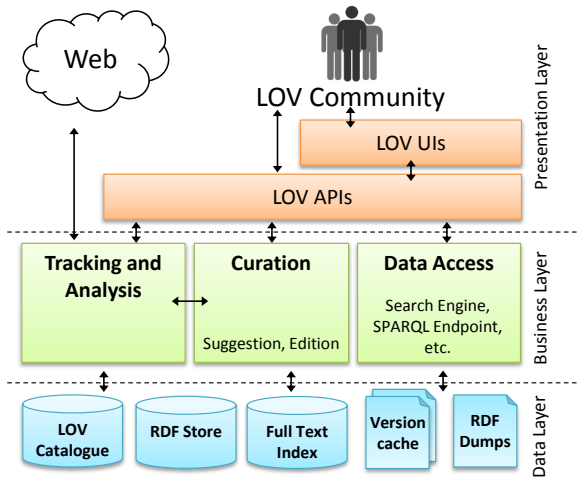 Web
LOV Community
LOV UIs
LOV APIs
Presentation Layer
Tracking and
Analysis
Curation
Suggestion, Edition
Data Access
Search Engine,
SPARQL Endpoint,
etc.
Business Layer
LOV
Catalogue
RDF Store
Full Text
Index
Version
cache
RDF
Dumps
Data Layer